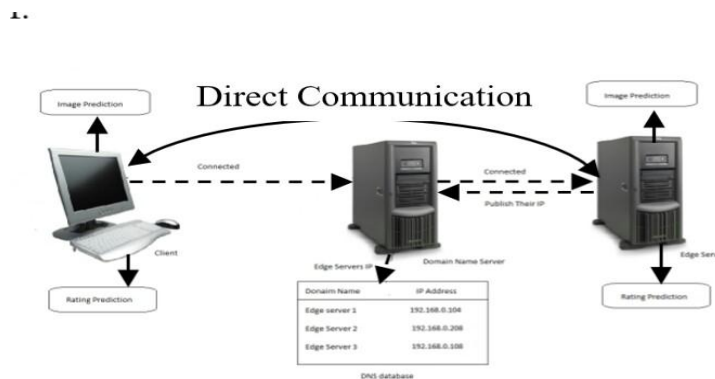 Image Prediction
Image Prediction
Direct Communication
Connected
Connected
Publish Their IP
Client
Edge Servers IP
Domain Name Server
Edge Ser
Rating Prediction
Donaim Name IP Address
Edge server 1 192.168.0.104
Edge Server 2 192.168.0.208
Edge Server 3 192.168.0.108
Rating Prediction
DNS database